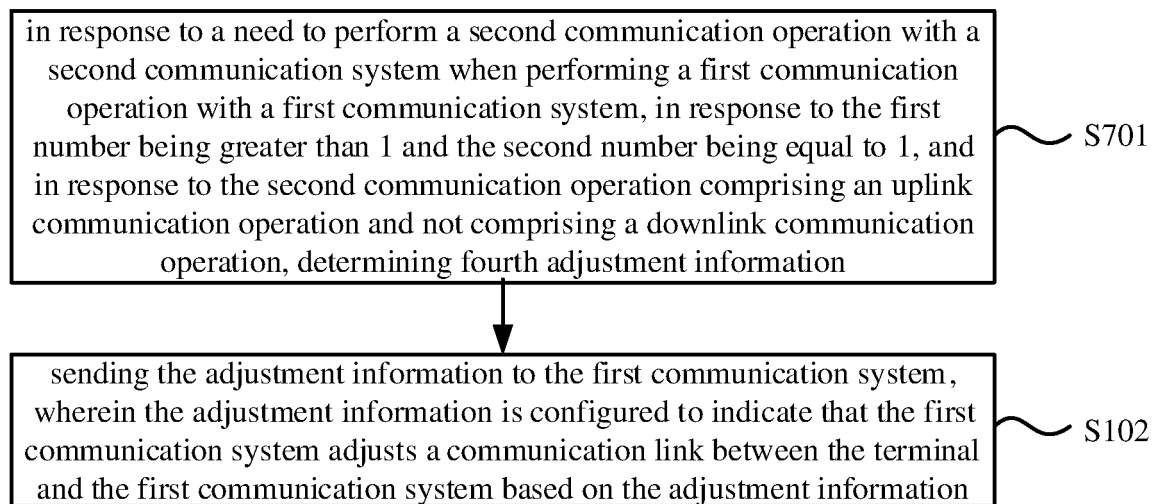 in response to a need to perform a second communication operation with a
second communication system when performing a first communication
operation with a first communication system, in response to the first
number being greater than 1 and the second number being equal to 1, and
in response to the second communication operation comprising an uplink
communication operation and not comprising a downlink communication
operation, determining fourth adjustment information
S701
sending the adjustment information to the first communication system,
wherein the adjustment information is configured to indicate that the first
communication system adjusts a communication link between the terminal
and the first communication system based on the adjustment information
S102